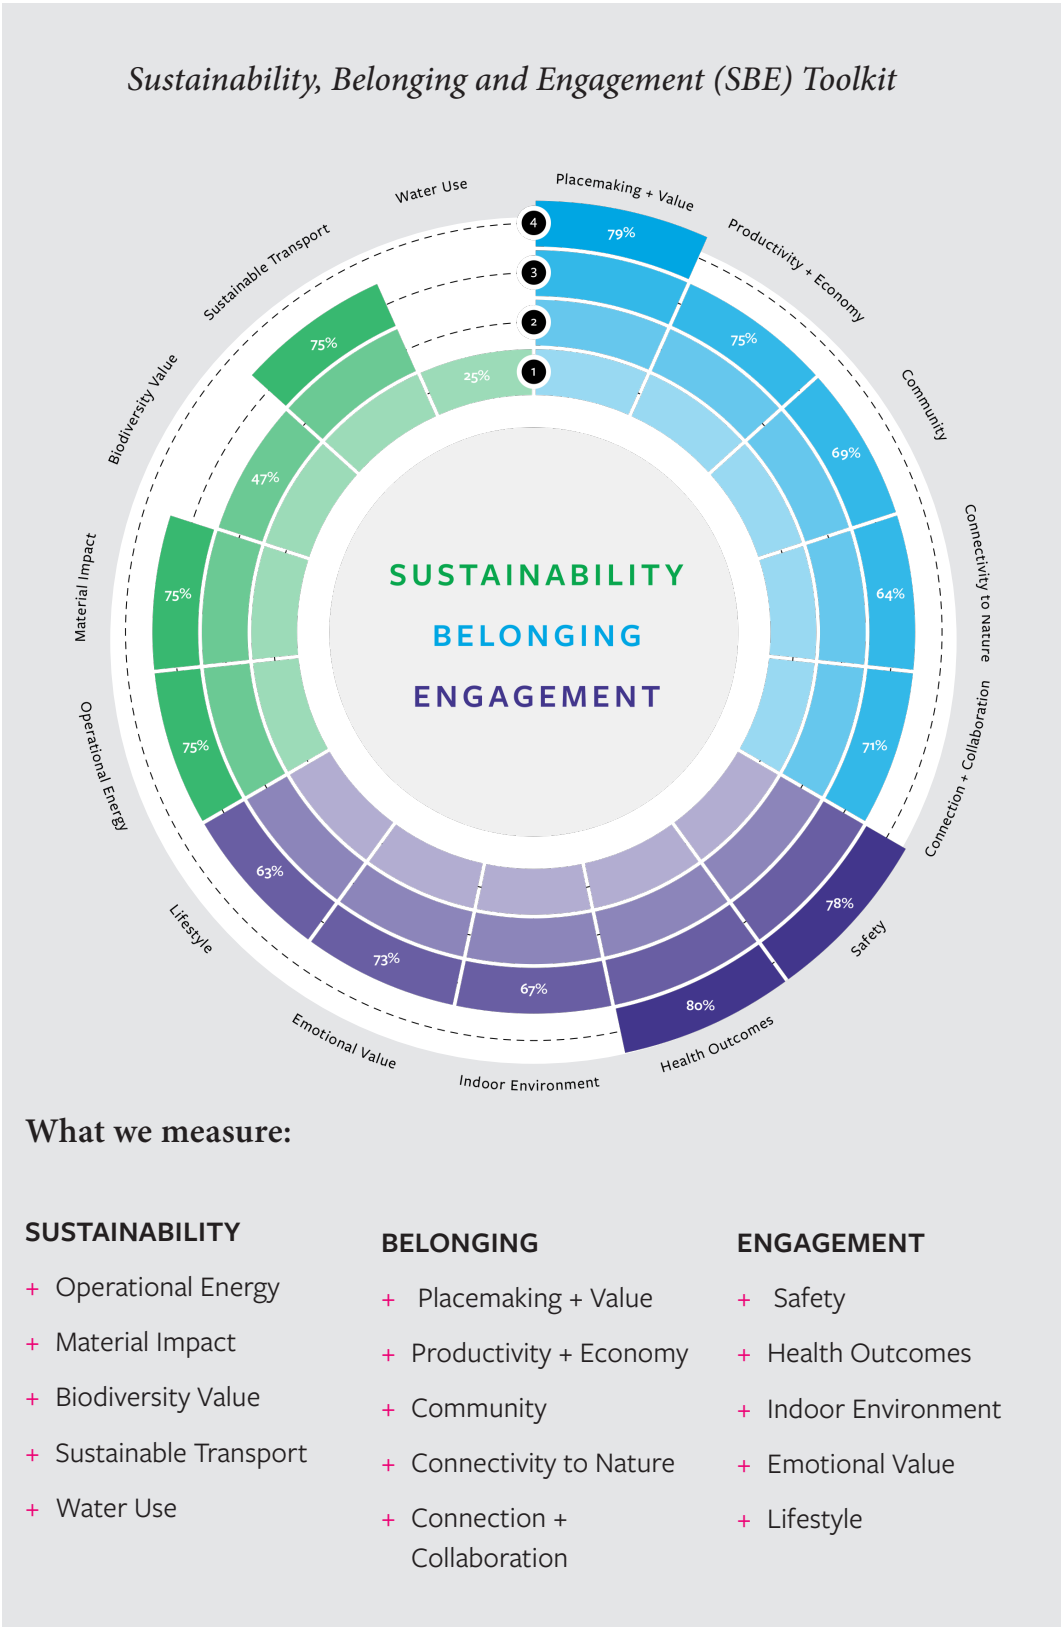 Sustainability, Belonging and Engagement (SBE) Toolkit
Water Use
Placemaking + Value
Sustainable Transport
Productivity + Economy
Biodiversity Value
Community
Material Impact
Connectivity to Nature
Operational Energy
Connection + Collaboration
Lifestyle
Safety
Emotional Value
Health Outcomes
Indoor Environment
4
3
2
1
79%
75%
69%
64%
71%
78%
80%
67%
73%
63%
75%
75%
47%
75%
25%
SUSTAINABILITY
BELONGING
ENGAGEMENT
What we measure:
SUSTAINABILITY
+ Operational Energy
+ Material Impact
+ Biodiversity Value
+ Sustainable Transport
+ Water Use
BELONGING
+ Placemaking + Value
+ Productivity + Economy
+ Community
+ Connectivity to Nature
+ Connection +
Collaboration
ENGAGEMENT
+ Safety
+ Health Outcomes
+ Indoor Environment
+ Emotional Value
+ Lifestyle